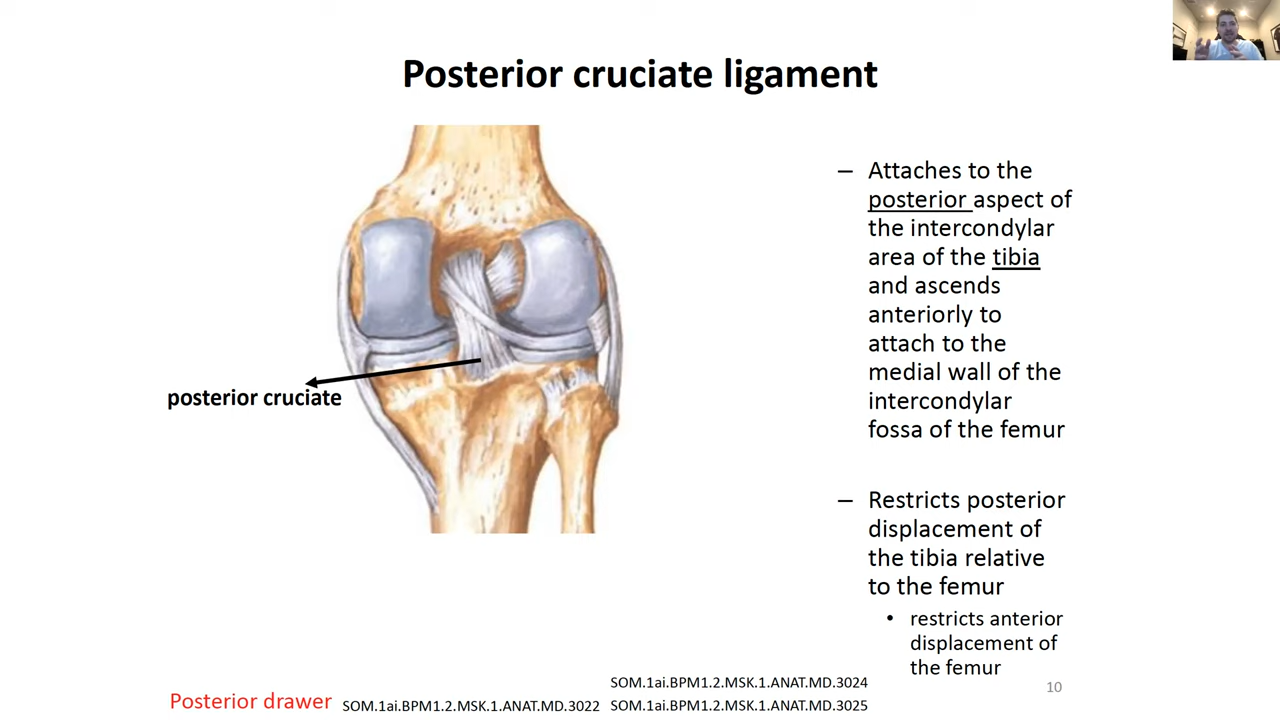 Posterior cruciate ligament
– Attaches to the
posterior aspect of
the intercondylar
area of the tibia
and ascends
anteriorly to
attach to the
medial wall of the
intercondylar
fossa of the femur
– Restricts posterior
displacement of
the tibia relative
to the femur
• restricts anterior
displacement of
the femur
posterior cruciate
Posterior drawer
SOM.1ai.BPM1.2.MSK.1.ANAT.MD.3022
SOM.1ai.BPM1.2.MSK.1.ANAT.MD.3024
SOM.1ai.BPM1.2.MSK.1.ANAT.MD.3025
10